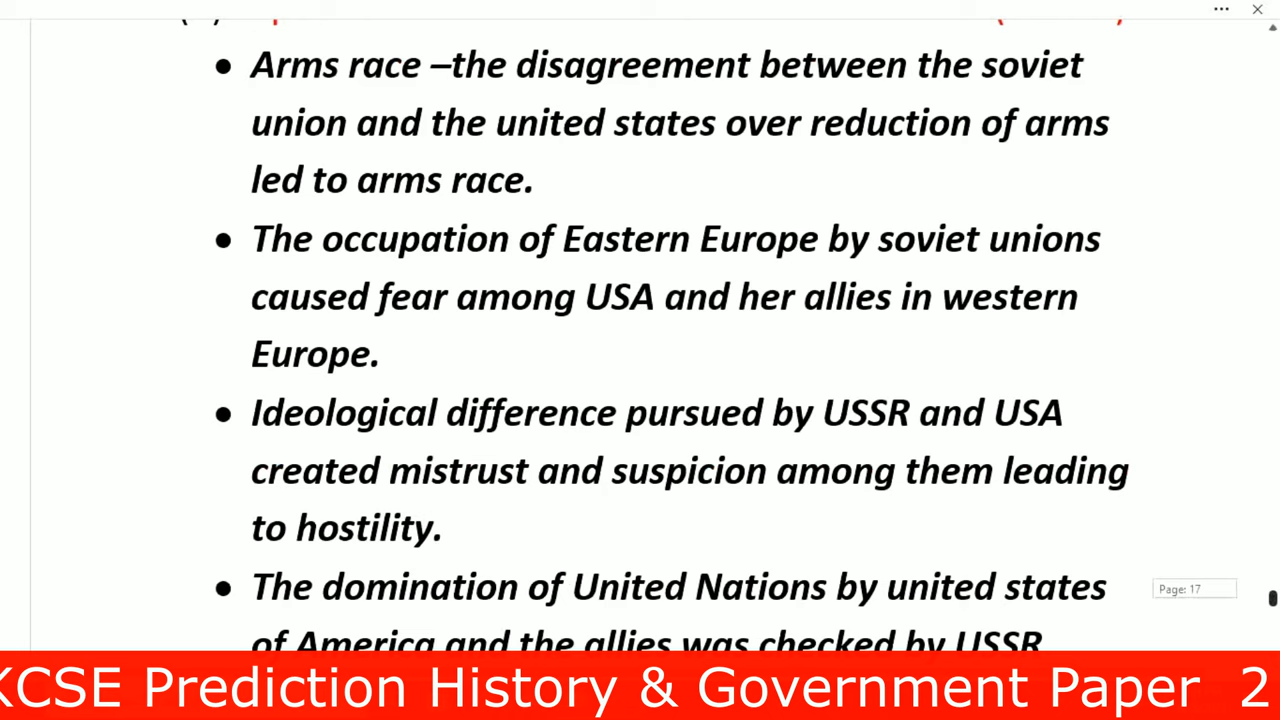 • Arms race –the disagreement between the soviet
union and the united states over reduction of arms
led to arms race.
• The occupation of Eastern Europe by soviet unions
caused fear among USA and her allies in western
Europe.
• Ideological difference pursued by USSR and USA
created mistrust and suspicion among them leading
to hostility.
• The domination of United Nations by united states
Page: 17
of America and the allies was checked by USSR
KCSE Prediction History & Government Paper 2